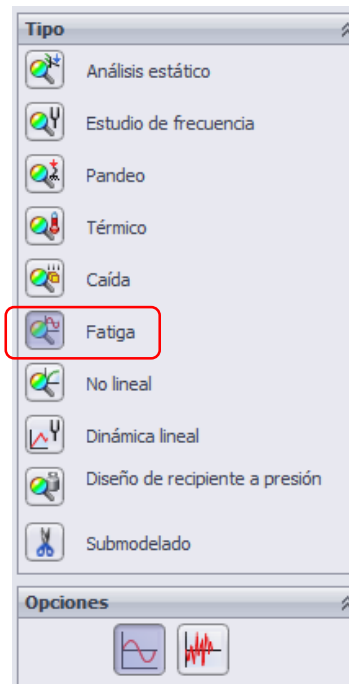 Tipo
Análisis estático
Estudio de frecuencia
Pandeo
Térmico
Caída
Fatiga
No lineal
Dinámica lineal
Diseño de recipiente a presión
Submodelado
Opciones